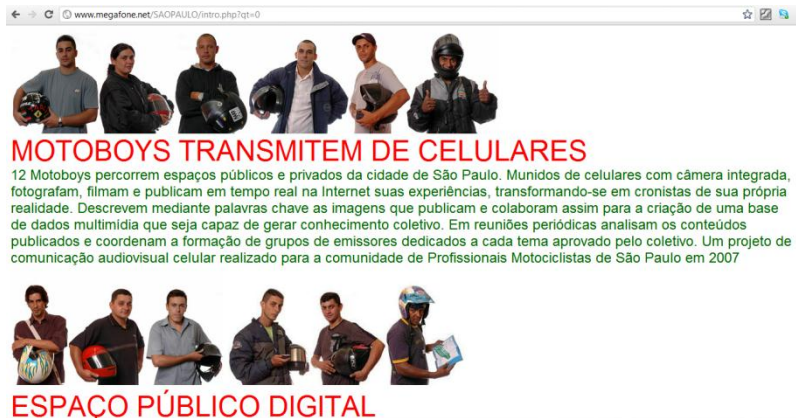 www.megafone.net/SAOPAULO/intro.php?qt=0
MOTOBOYS TRANSMITEM DE CELULARES
12 Motoboys percorrem espaços públicos e privados da cidade de São Paulo. Munidos de celulares com câmera integrada,
fotografam, filmam e publicam em tempo real na Internet suas experiências, transformando-se em cronistas de sua própria
realidade. Descrevem mediante palavras chave as imagens que publicam e colaboram assim para a criação de uma base
de dados multimídia que seja capaz de gerar conhecimento coletivo. Em reuniões periódicas analisam os conteúdos
publicados e coordenam a formação de grupos de emissores dedicados a cada tema aprovado pelo coletivo. Um projeto de
comunicação audiovisual celular realizado para a comunidade de Profissionais Motociclistas de São Paulo em 2007
ESPAÇO PÚBLICO DIGITAL